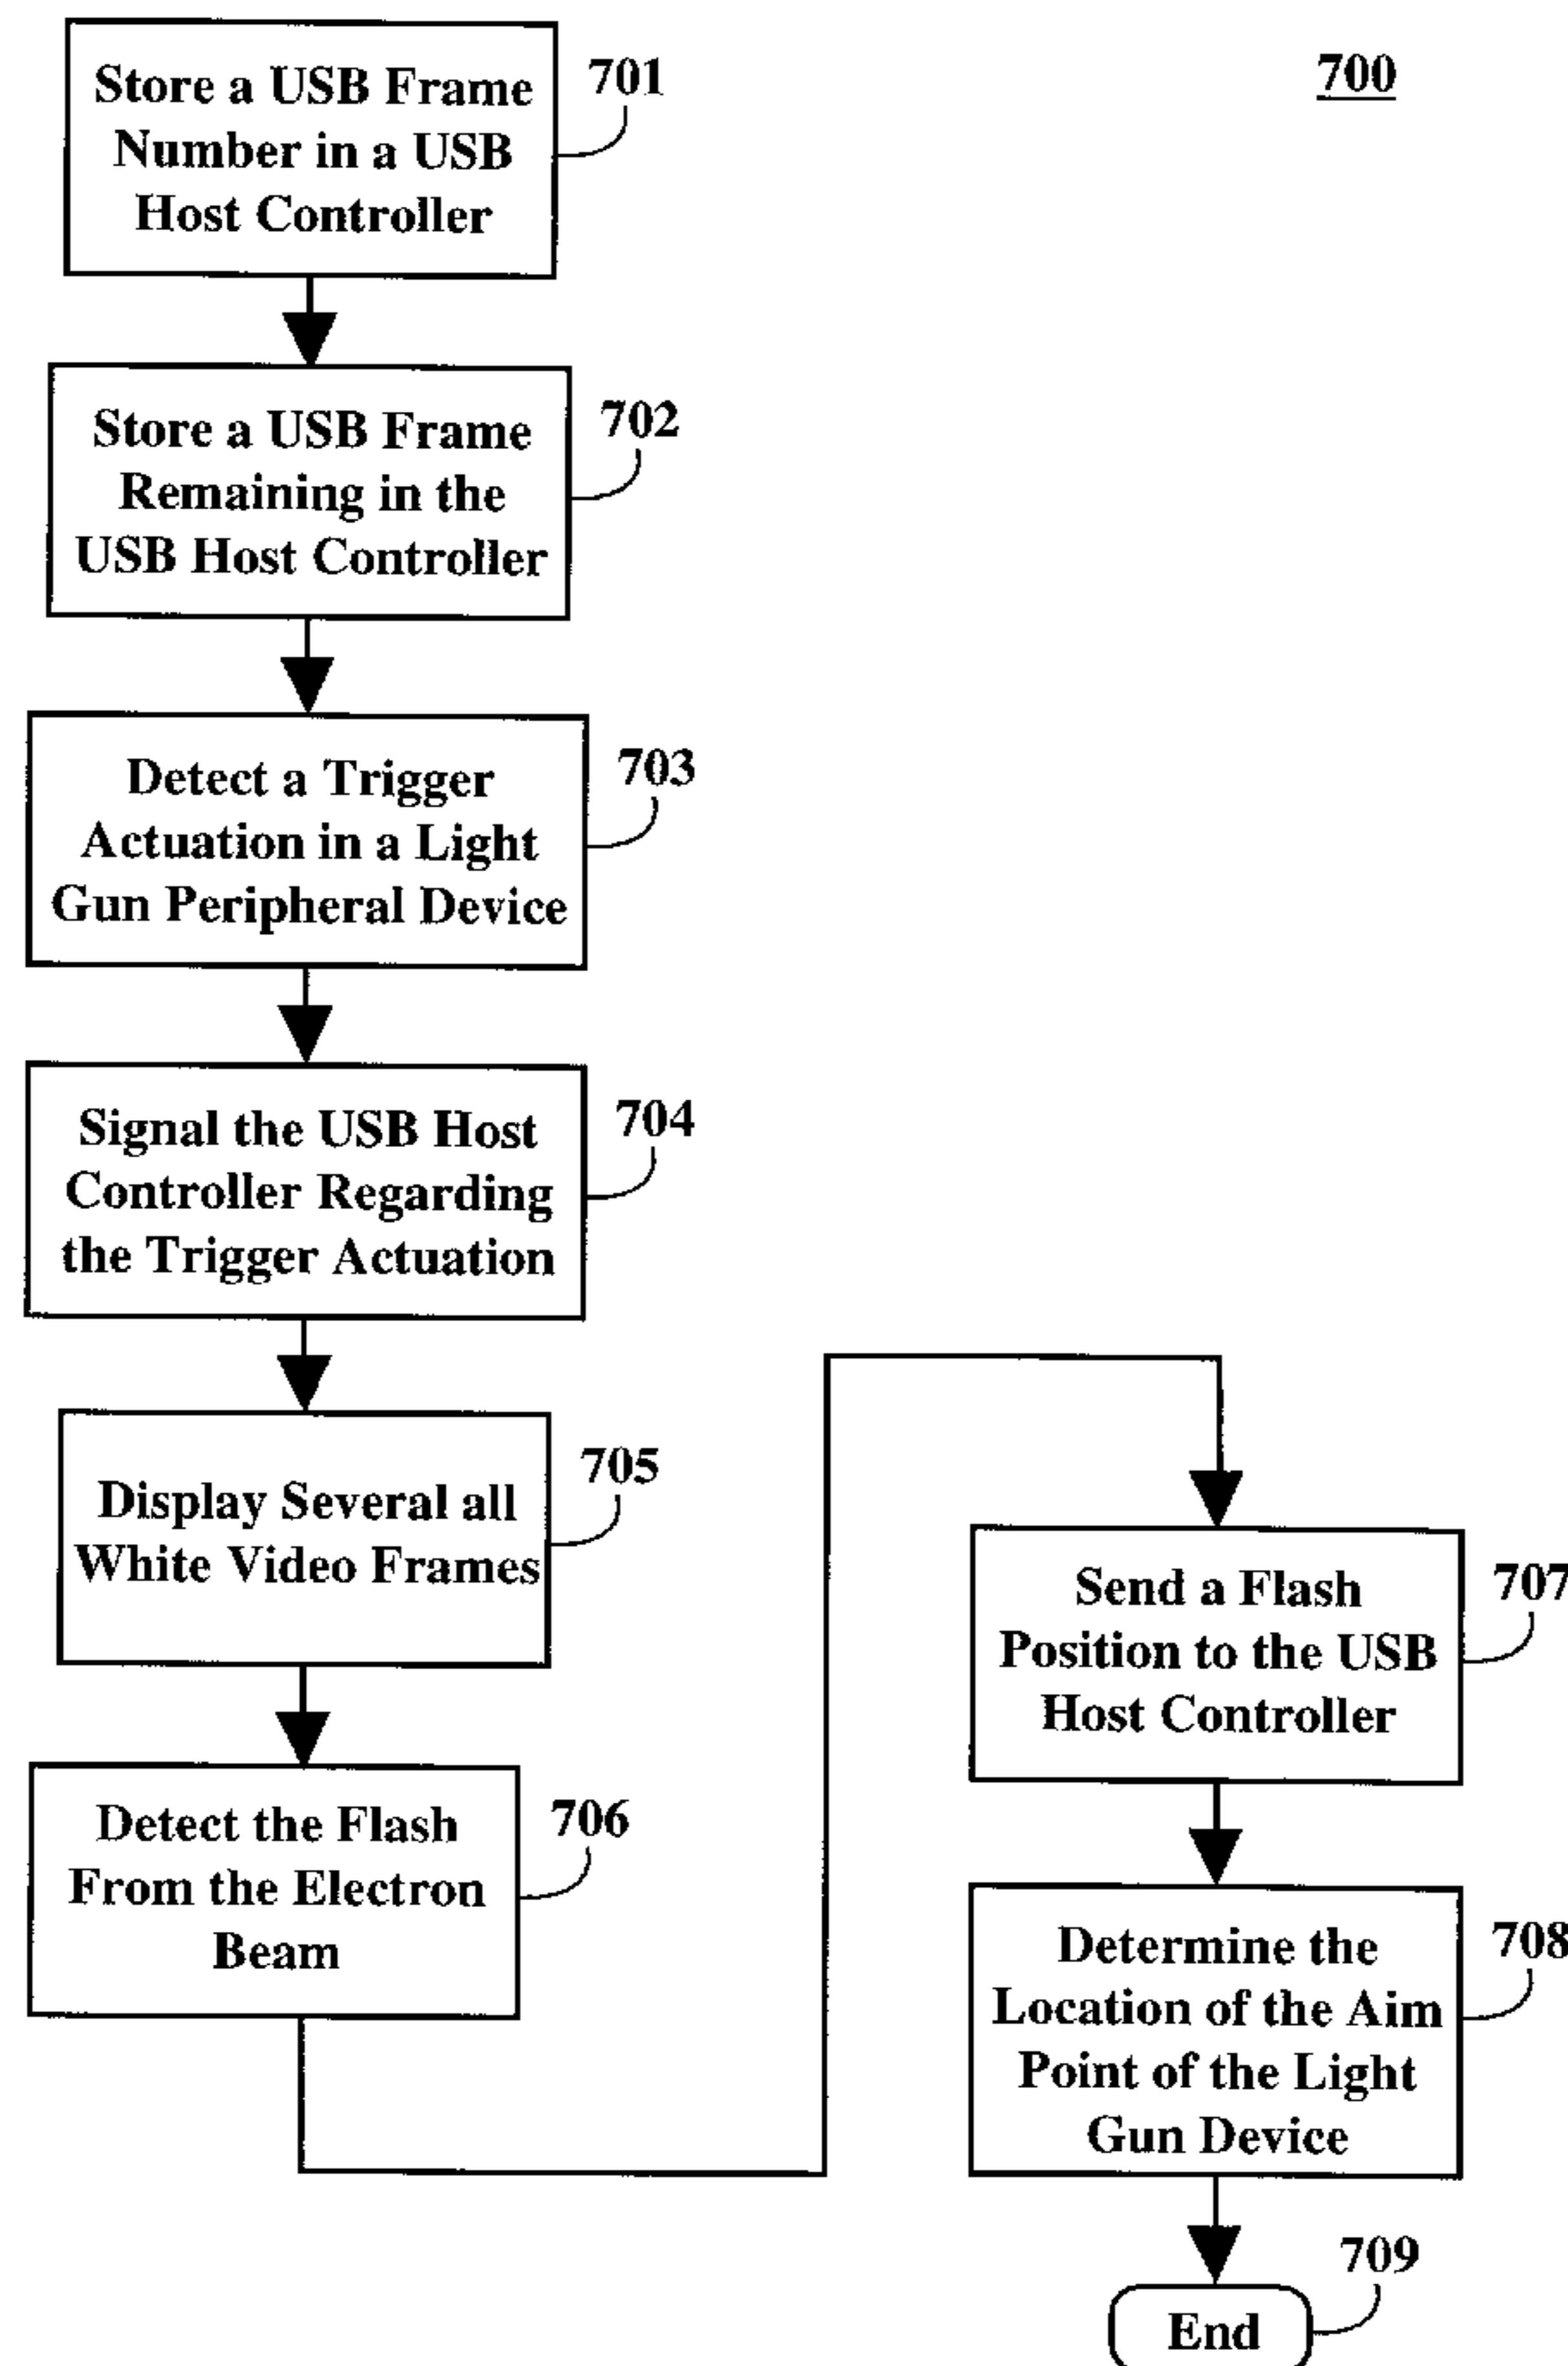 700
Store a USB Frame
Number in a USB
Host Controller
701
Store a USB Frame
Remaining in the
USB Host Controller
702
Detect a Trigger
Actuation in a Light
Gun Peripheral Device
703
Signal the USB Host
Controller Regarding
the Trigger Actuation
704
Display Several all
White Video Frames
705
Detect the Flash
From the Electron
Beam
706
Send a Flash
Position to the USB
Host Controller
707
Determine the
Location of the Aim
Point of the Light
Gun Device
708
End
709